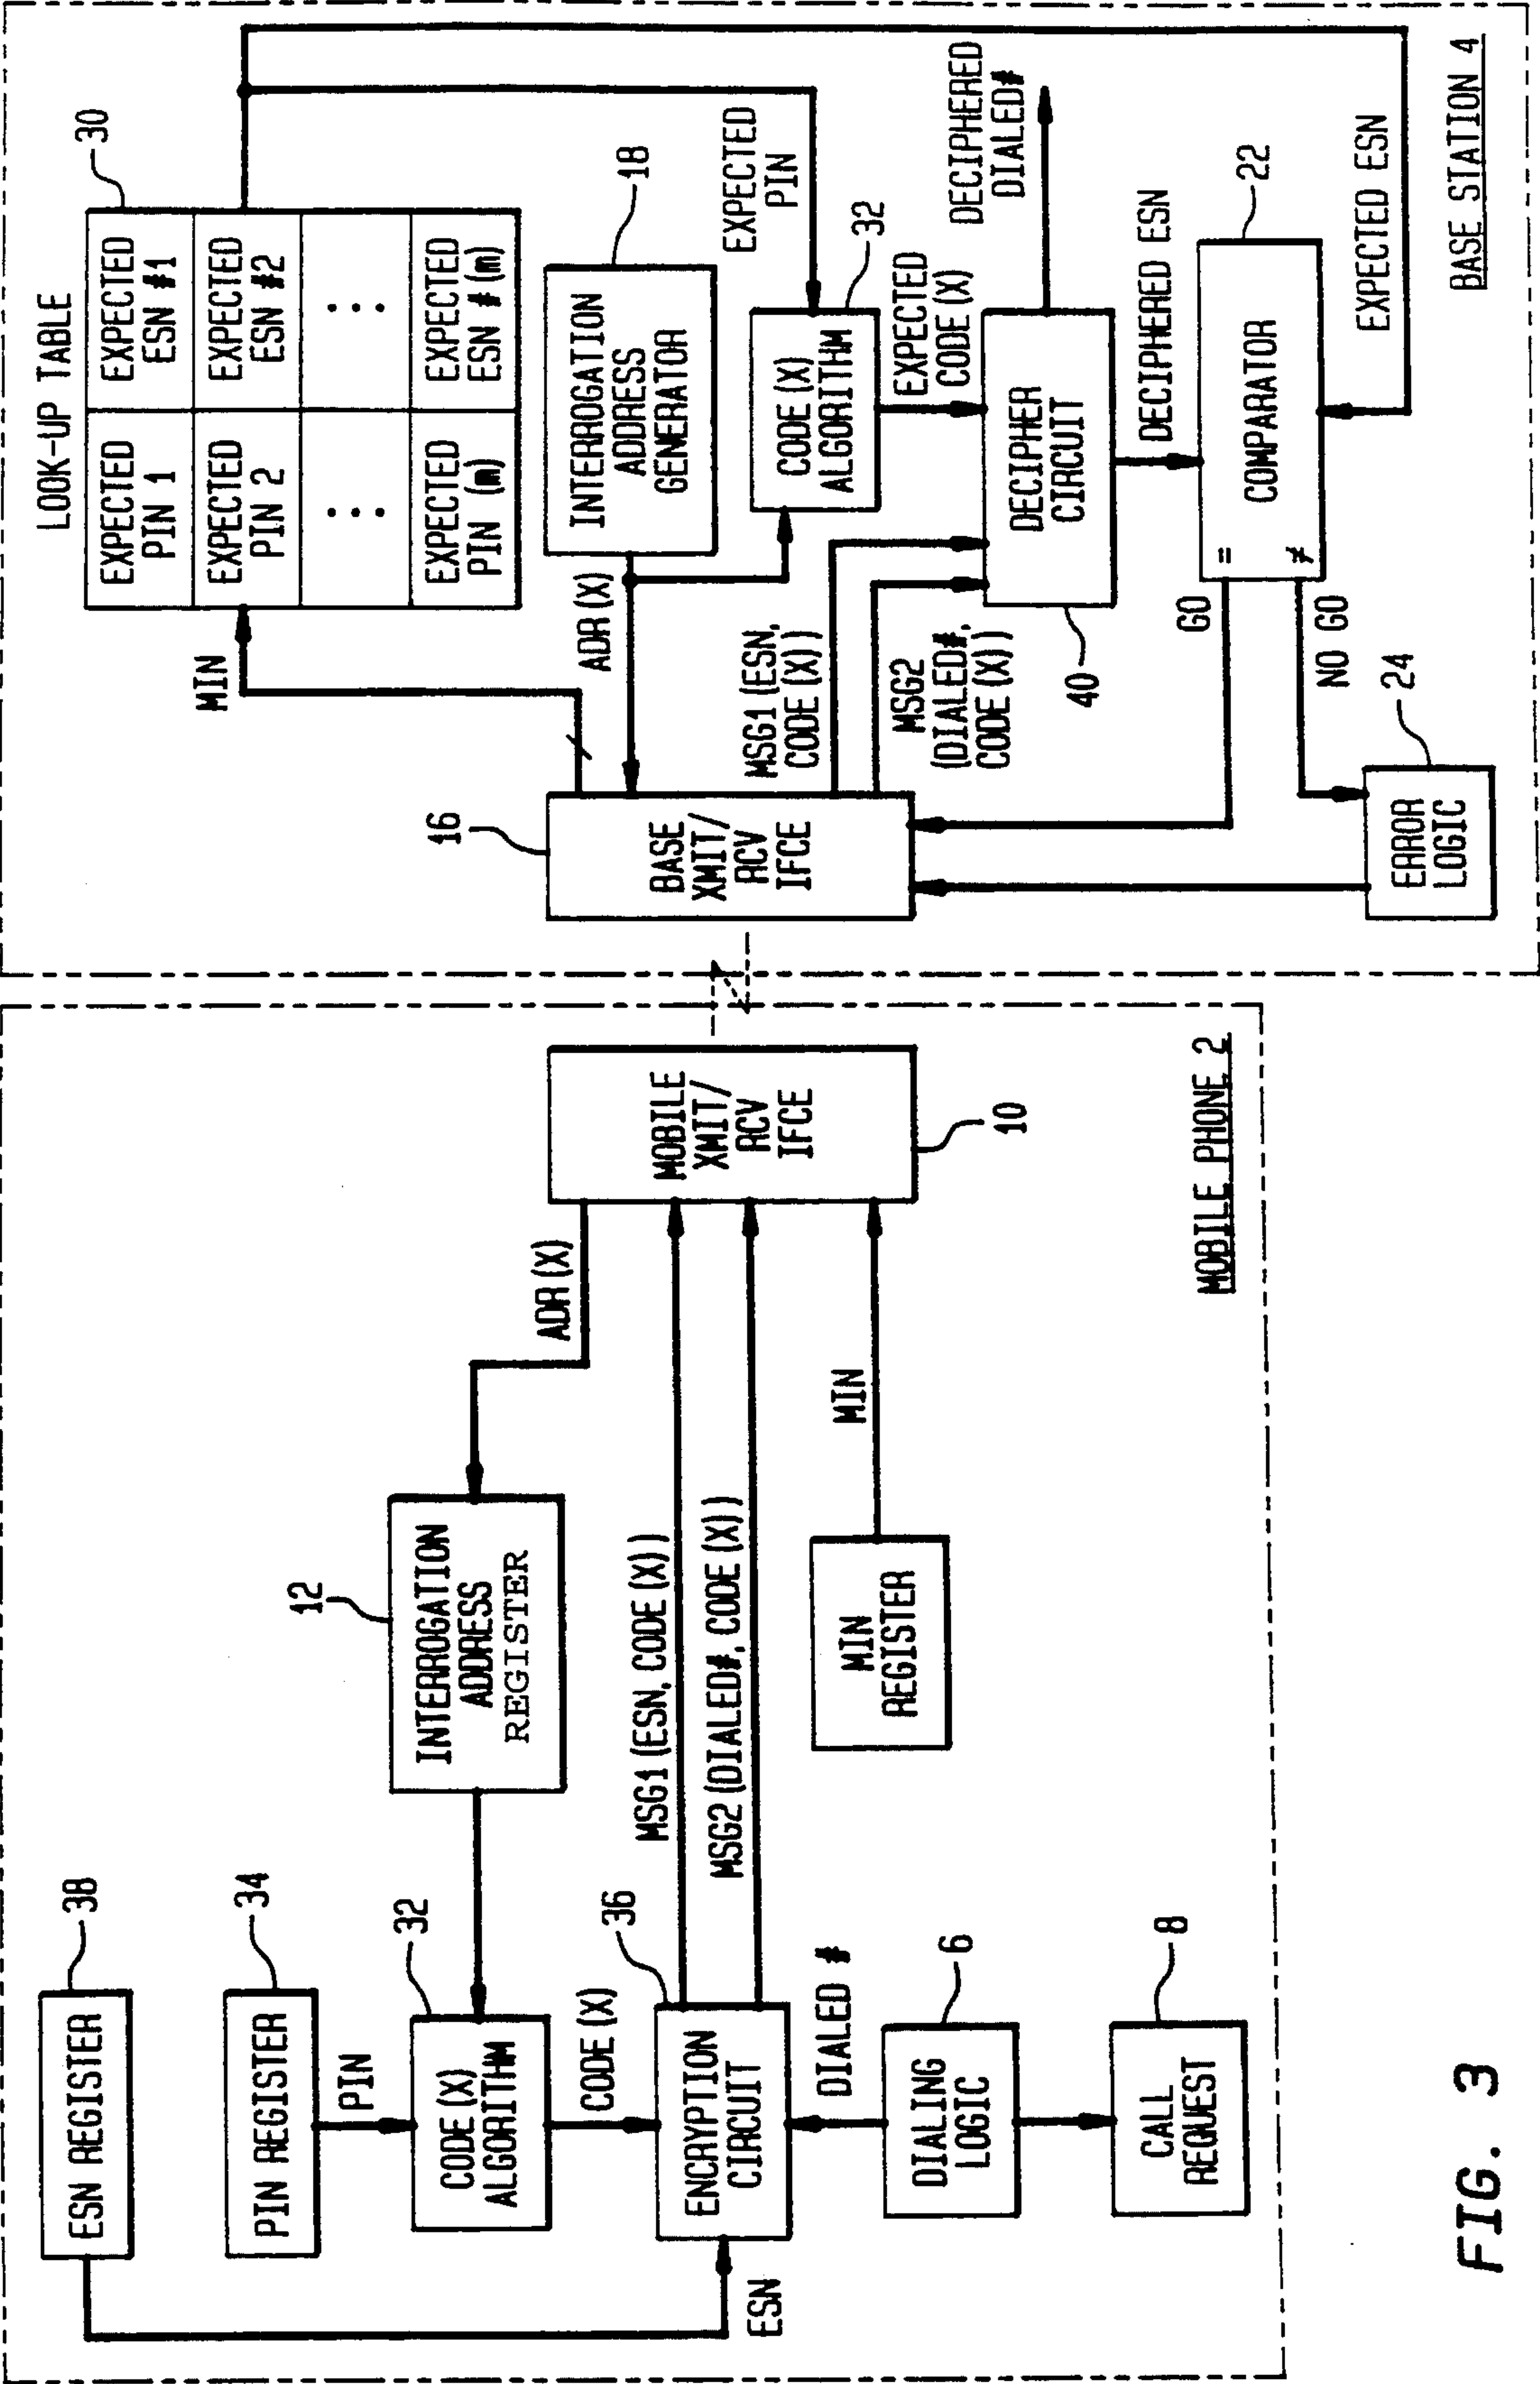 ESN REGISTER
38
PIN REGISTER
34
PIN
CODE (X)
ALGORITHM
32
CODE (X)
ENCRYPTION
CIRCUIT
36
ESN
DIALED #
DIALING
LOGIC
6
CALL
REQUEST
8
INTERROGATION
ADDRESS
REGISTER
12
ADR (X)
MSG1 (ESN, CODE (X))
MSG2 (DIALED#, CODE (X))
MIN
REGISTER
MIN
MOBILE
XMIT/
RCV
IFCE
10
MOBILE PHONE 2
LOOK-UP TABLE
30
EXPECTED
PIN 1
EXPECTED
ESN #1
EXPECTED
PIN 2
EXPECTED
ESN #2
...
...
EXPECTED
PIN (m)
EXPECTED
ESN # (m)
MIN
INTERROGATION
ADDRESS
GENERATOR
18
ADR (X)
EXPECTED
PIN
BASE
XMIT/
RCV
IFCE
16
CODE (X)
ALGORITHM
32
MSG1 (ESN,
CODE (X))
MSG2
(DIALED#,
CODE (X))
EXPECTED
CODE (X)
DECIPHER
CIRCUIT
40
DECIPHERED
DIALED#
DECIPHERED ESN
COMPARATOR
=
≠
22
GO
NO GO
EXPECTED ESN
ERROR
LOGIC
24
BASE STATION 4
FIG. 3